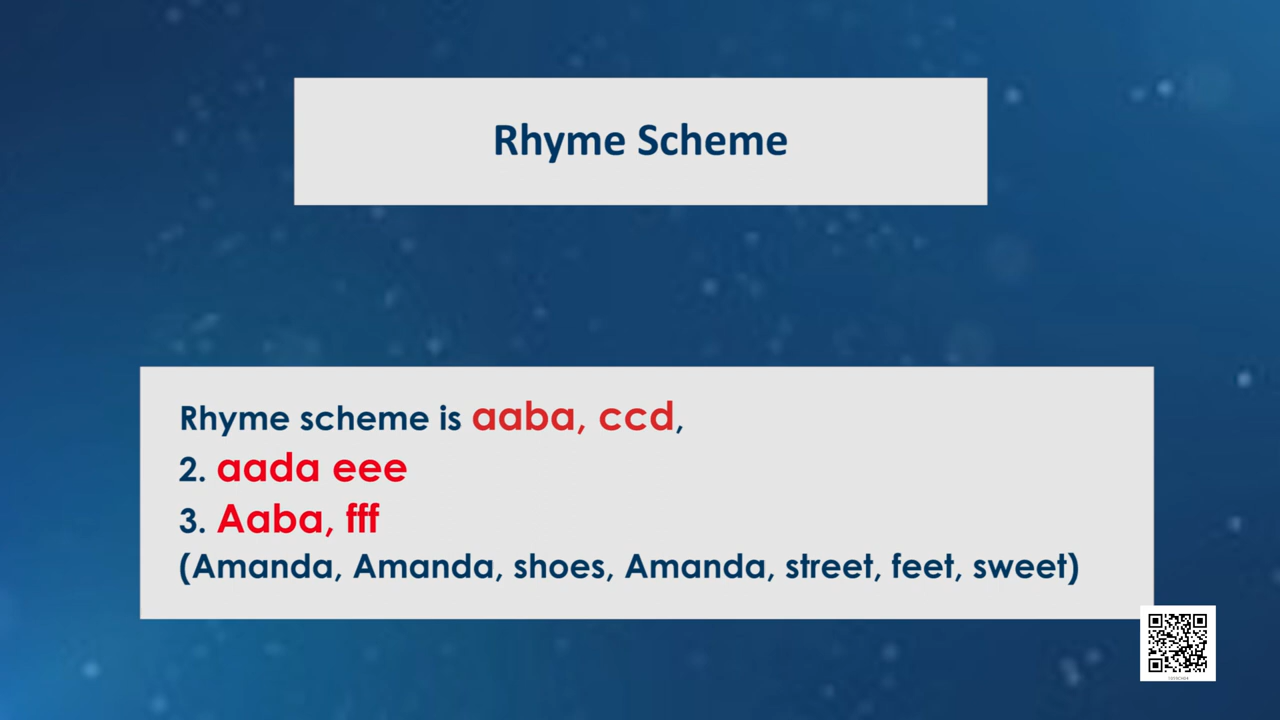 Rhyme Scheme
Rhyme scheme is aaba, ccd,
2. aada eee
3. Aaba, fff
(Amanda, Amanda, shoes, Amanda, street, feet, sweet)